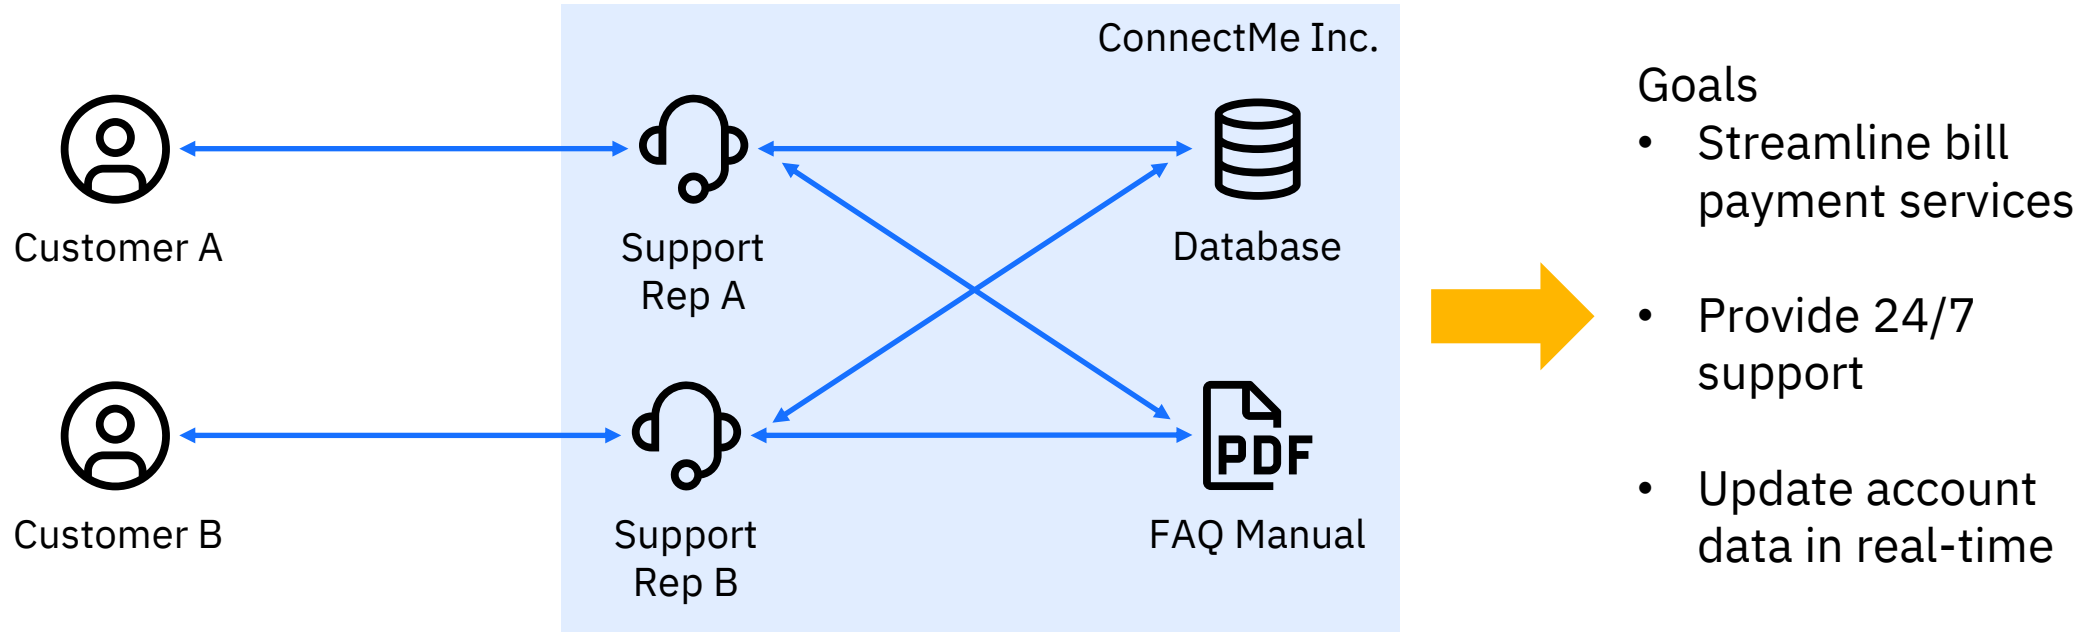 ConnectMe Inc.
Customer A
Support
Rep A
Database
Customer B
Support
Rep B
PDF
FAQ Manual
Goals
• Streamline bill
payment services
• Provide 24/7
support
• Update account
data in real-time